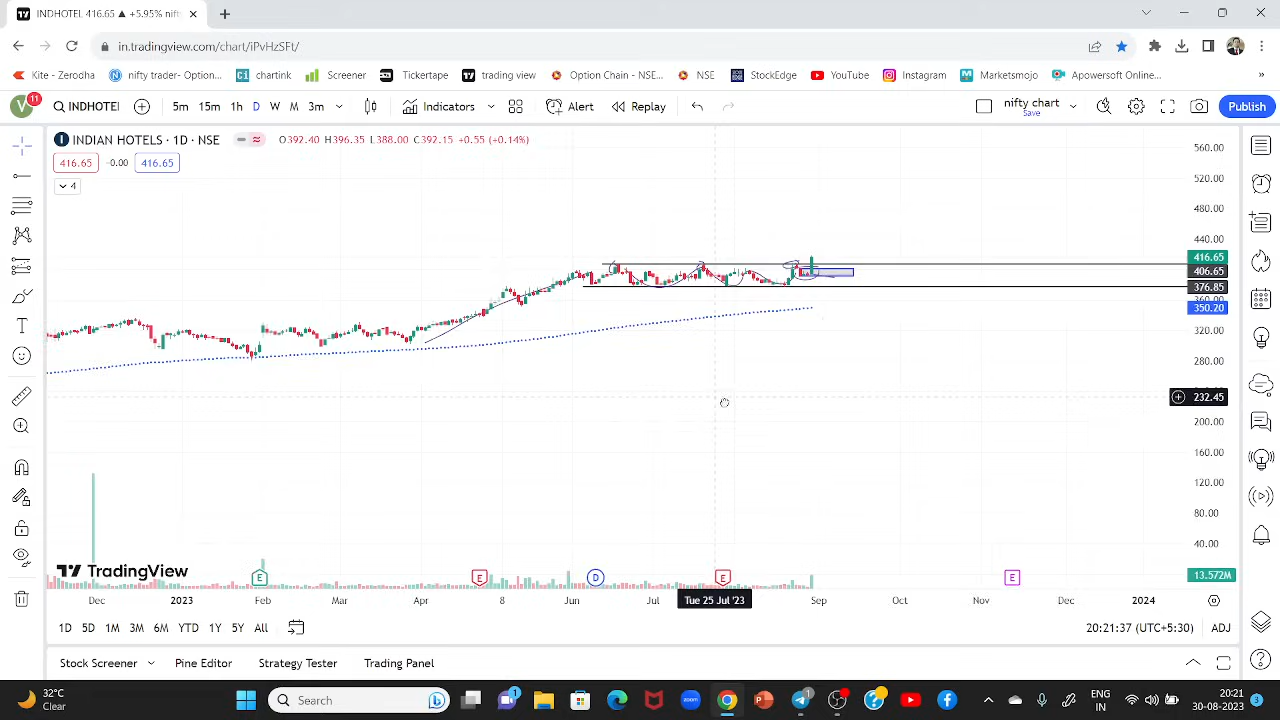 INDHOTEL 416.65 ▲ +5.95% nift
in.tradingview.com/chart/iPvHzSFt/
Kite - Zerodha nifty trader- Option... chartink Screener Tickertape trading view Option Chain - NSE... NSE StockEdge YouTube Instagram Marketsmojo Apowersoft Online...
V 11 INDHOTEL 5m 15m 1h D W M 3m Indicators Alert Replay nifty chart Save Publish
INDIAN HOTELS · 1D · NSE O392.40 H396.35 L388.00 C392.15 +0.55 (+0.14%)
416.65 -0.00 416.65
4
560.00
520.00
480.00
440.00
416.65
406.65
376.85
360.00
350.20
320.00
280.00
232.45
200.00
160.00
120.00
80.00
40.00
TradingView
E E D E E
13.572M
Dec 2023 Feb Mar Apr 8 Jun Jul Tue 25 Jul '23 Sep Oct Nov Dec 2024
1D 5D 1M 3M 6M YTD 1Y 5Y All 20:21:37 (UTC+5:30) ADJ
Stock Screener Pine Editor Strategy Tester Trading Panel
32°C
Clear
Search
zoom
ENG
IN
20:21
30-08-2023
3